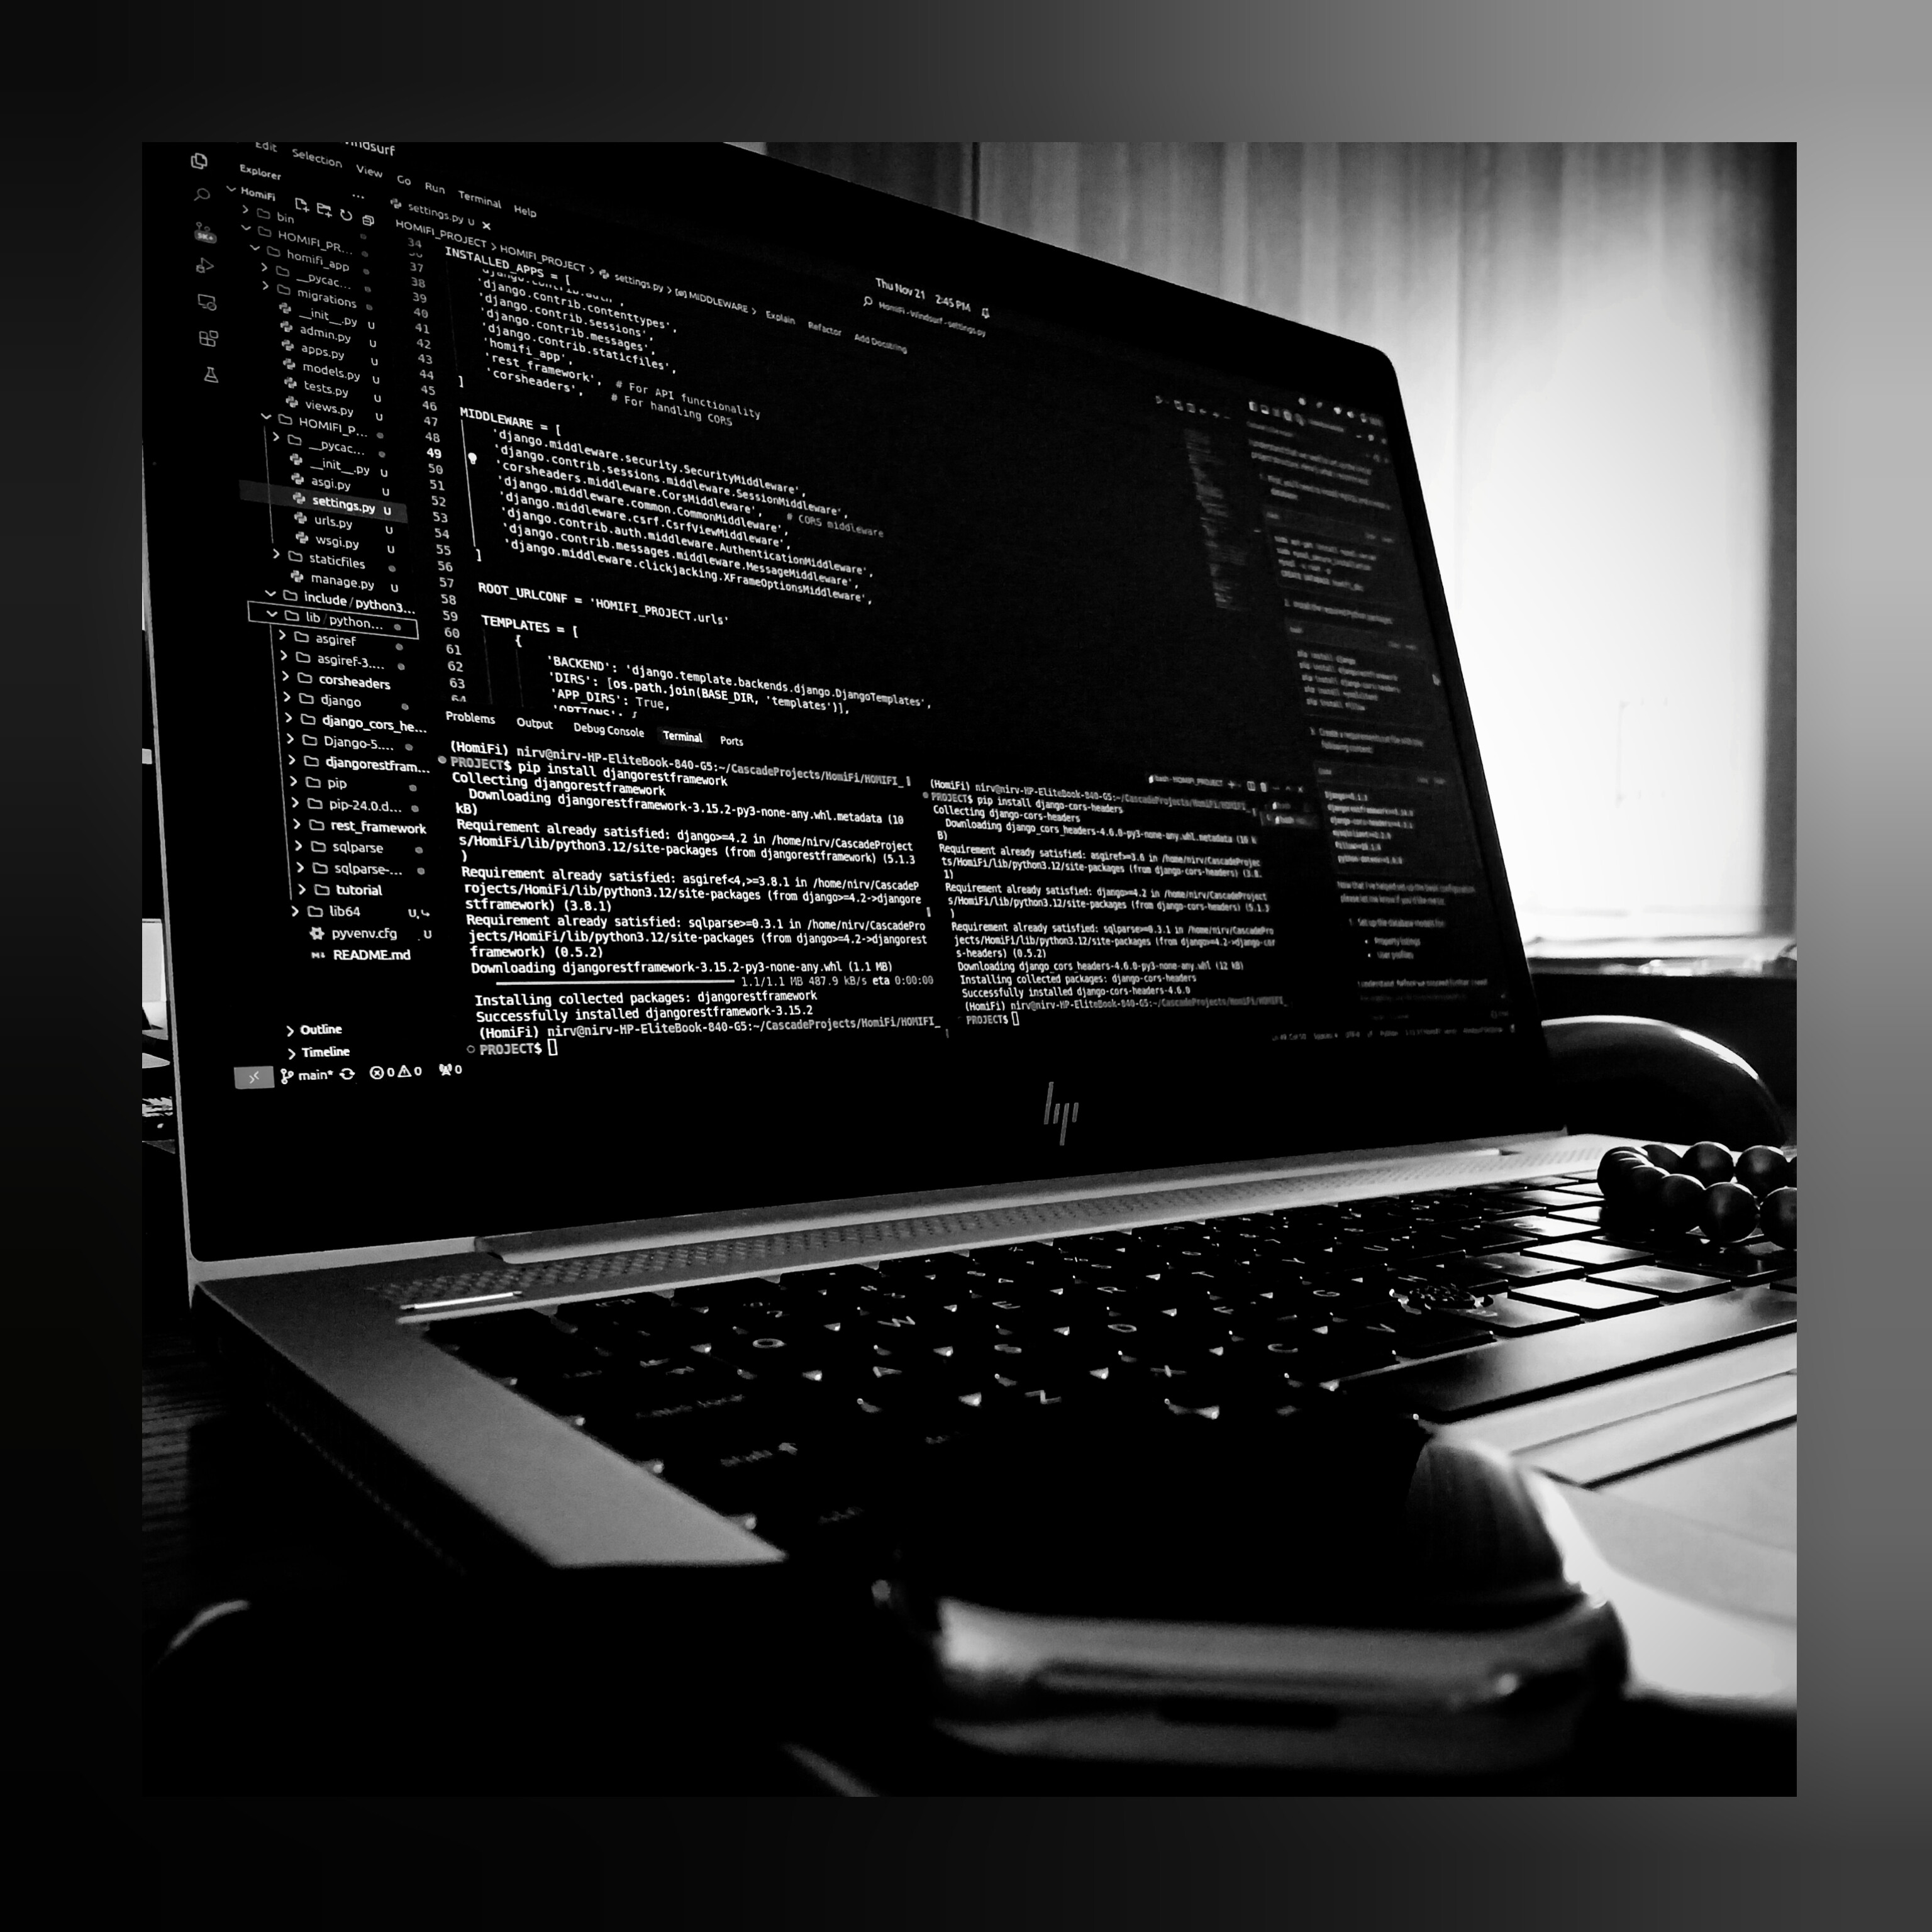 Edit Selection View Go Run Terminal Help
Thu Nov 21 2:45 PM
HomiFi - Windsurf - settings.py
Explorer
HomiFi
bin
HOMIFI_PR...
homifi_app
__pycac...
migrations
__init__.py U
admin.py U
apps.py U
models.py U
tests.py U
views.py U
HOMIFI_P...
__pycac...
__init__.py U
asgi.py U
settings.py U
urls.py U
wsgi.py U
staticfiles
manage.py U
include/python3...
lib/python...
asgiref
asgiref-3....
corsheaders
django
django_cors_he...
Django-5....
djangorestfram...
pip
pip-24.0.d...
rest_framework
sqlparse
sqlparse-...
tutorial
lib64 U,
pyvenv.cfg U
README.md
Outline
Timeline
main* 0 0 0
settings.py U
HOMIFI_PROJECT > HOMIFI_PROJECT > settings.py > MIDDLEWARE >
Explain Refactor Add Docstring
34 INSTALLED_APPS = [
37 'django.contrib.auth',
38 'django.contrib.contenttypes',
39 'django.contrib.sessions',
40 'django.contrib.messages',
41 'django.contrib.staticfiles',
42 'homifi_app',
43 'rest_framework', # For API functionality
44 'corsheaders', # For handling CORS
45 ]
46
47 MIDDLEWARE = [
48 'django.middleware.security.SecurityMiddleware',
49 'django.contrib.sessions.middleware.SessionMiddleware',
50 'corsheaders.middleware.CorsMiddleware', # CORS middleware
51 'django.middleware.common.CommonMiddleware',
52 'django.middleware.csrf.CsrfViewMiddleware',
53 'django.contrib.auth.middleware.AuthenticationMiddleware',
54 'django.contrib.messages.middleware.MessageMiddleware',
55 'django.middleware.clickjacking.XFrameOptionsMiddleware',
56 ]
57
58 ROOT_URLCONF = 'HOMIFI_PROJECT.urls'
59
60 TEMPLATES = [
61 {
62 'BACKEND': 'django.template.backends.django.DjangoTemplates',
63 'DIRS': [os.path.join(BASE_DIR, 'templates')],
64 'APP_DIRS': True,
'OPTIONS': {
Problems Output Debug Console Terminal Ports
(HomiFi) nirv@nirv-HP-EliteBook-840-G5:~/CascadeProjects/HomiFi/HOMIFI_
PROJECT$ pip install djangorestframework
Collecting djangorestframework
Downloading djangorestframework-3.15.2-py3-none-any.whl.metadata (10
kB)
Requirement already satisfied: django>=4.2 in /home/nirv/CascadeProject
s/HomiFi/lib/python3.12/site-packages (from djangorestframework) (5.1.3
)
Requirement already satisfied: asgiref<4,>=3.8.1 in /home/nirv/CascadeP
rojects/HomiFi/lib/python3.12/site-packages (from django>=4.2->djangore
stframework) (3.8.1)
Requirement already satisfied: sqlparse>=0.3.1 in /home/nirv/CascadePro
jects/HomiFi/lib/python3.12/site-packages (from django>=4.2->djangorest
framework) (0.5.2)
Downloading djangorestframework-3.15.2-py3-none-any.whl (1.1 MB)
1.1/1.1 MB 487.9 kB/s eta 0:00:00
Installing collected packages: djangorestframework
Successfully installed djangorestframework-3.15.2
(HomiFi) nirv@nirv-HP-EliteBook-840-G5:~/CascadeProjects/HomiFi/HOMIFI_
PROJECT$
bash - HOMIFI_PROJECT
(HomiFi) nirv@nirv-HP-EliteBook-840-G5:~/CascadeProjects/HomiFi/HOMIFI_
PROJECT$ pip install django-cors-headers
Collecting django-cors-headers
Downloading django_cors_headers-4.6.0-py3-none-any.whl.metadata (16 k
B)
Requirement already satisfied: asgiref>=3.6 in /home/nirv/CascadeProjec
ts/HomiFi/lib/python3.12/site-packages (from django-cors-headers) (3.8.
1)
Requirement already satisfied: django>=4.2 in /home/nirv/CascadeProject
s/HomiFi/lib/python3.12/site-packages (from django-cors-headers) (5.1.3
)
Requirement already satisfied: sqlparse>=0.3.1 in /home/nirv/CascadePro
jects/HomiFi/lib/python3.12/site-packages (from django>=4.2->django-cor
s-headers) (0.5.2)
Downloading django_cors_headers-4.6.0-py3-none-any.whl (12 kB)
Installing collected packages: django-cors-headers
Successfully installed django-cors-headers-4.6.0
(HomiFi) nirv@nirv-HP-EliteBook-840-G5:~/CascadeProjects/HomiFi/HOMIFI_
PROJECT$
hp